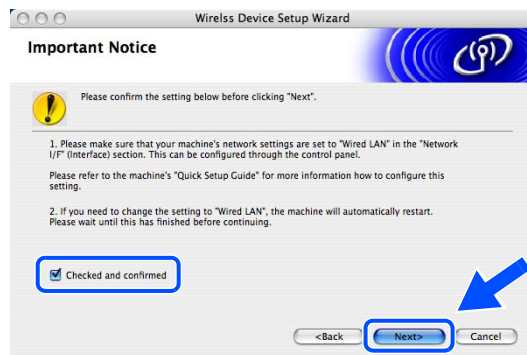 Wirelss Device Setup Wizard
Important Notice
Please confirm the setting below before clicking "Next".
1. Please make sure that your machine's network settings are set to "Wired LAN" in the "Network
I/F" (Interface) section. This can be configured through the control panel.
Please refer to the machine's "Quick Setup Guide" for more information how to configure this
setting.
2. If you need to change the setting to "Wired LAN", the machine will automatically restart.
Please wait until this has finished before continuing.
Checked and confirmed
<Back Next> Cancel